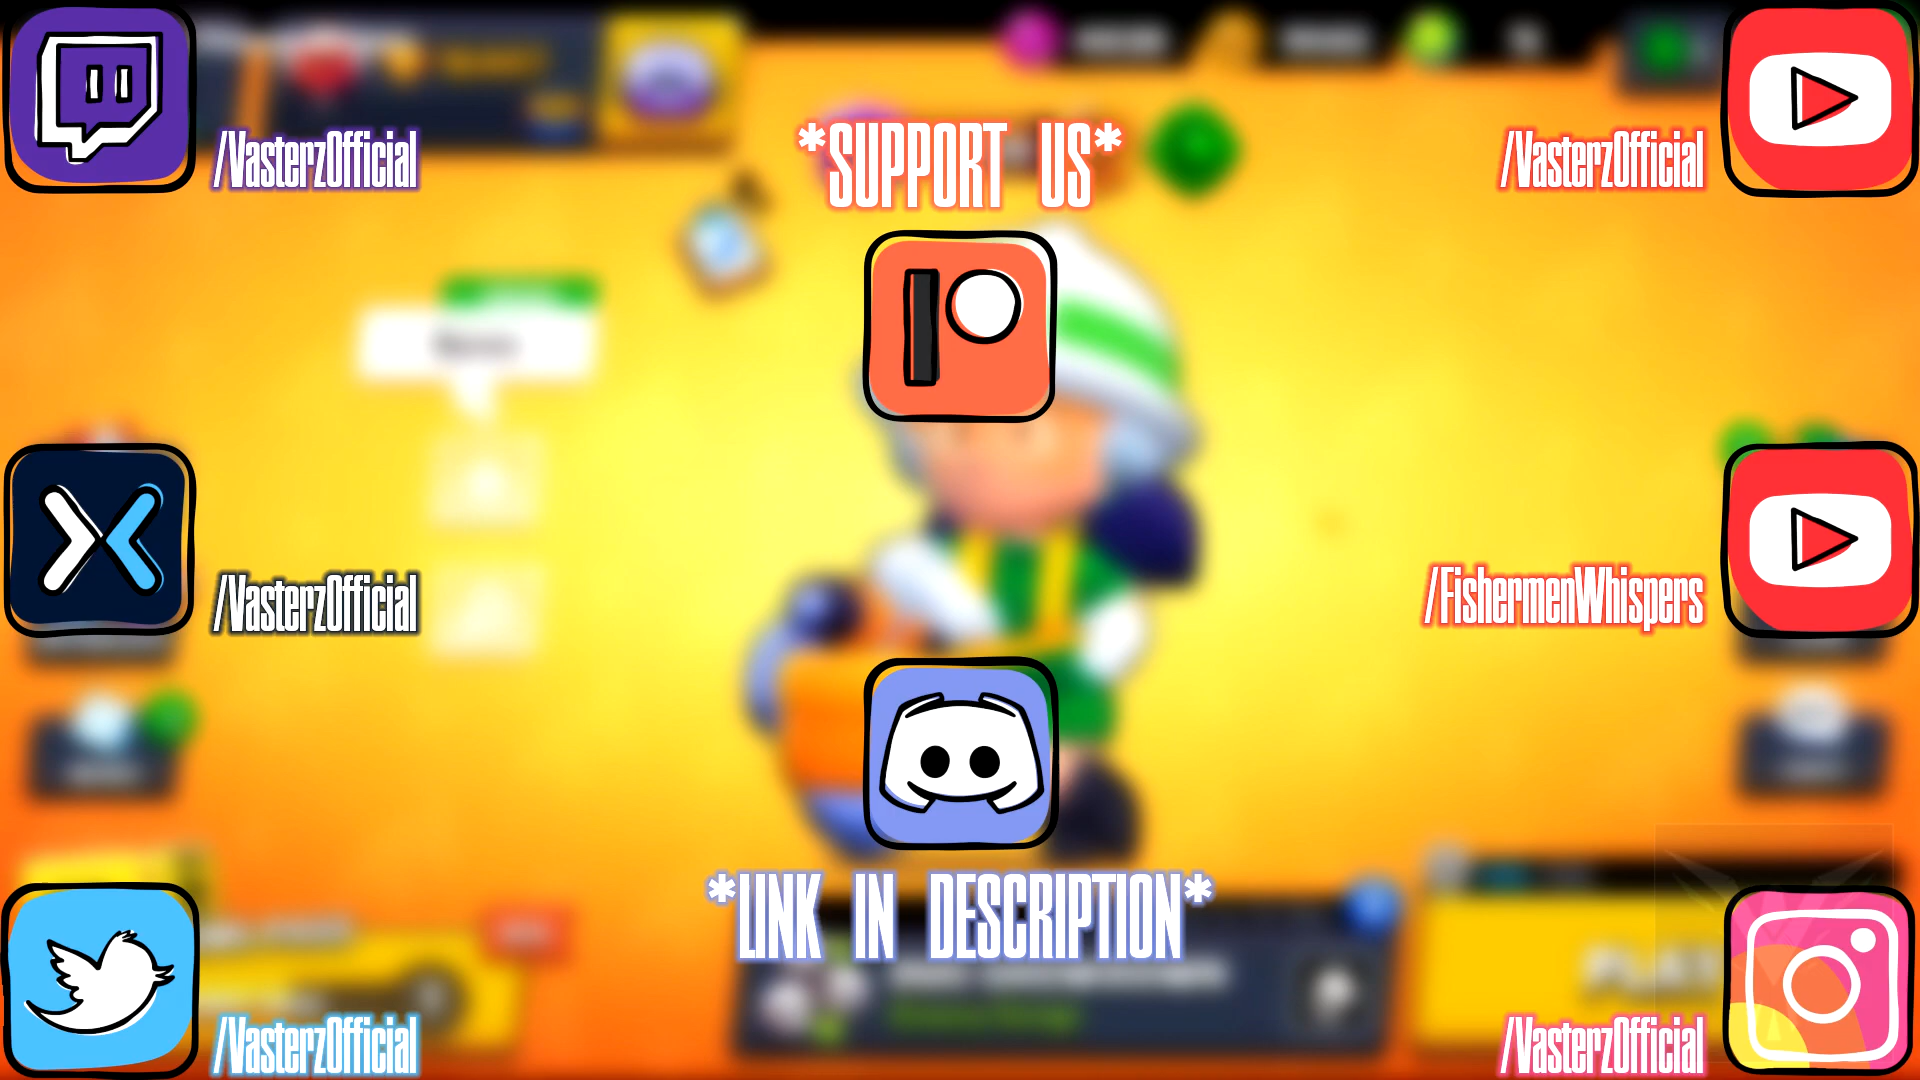 /VasterzOfficial
*SUPPORT US*
/VasterzOfficial
/VasterzOfficial
/FishermenWhispers
*LINK IN DESCRIPTION*
/VasterzOfficial
/VasterzOfficial